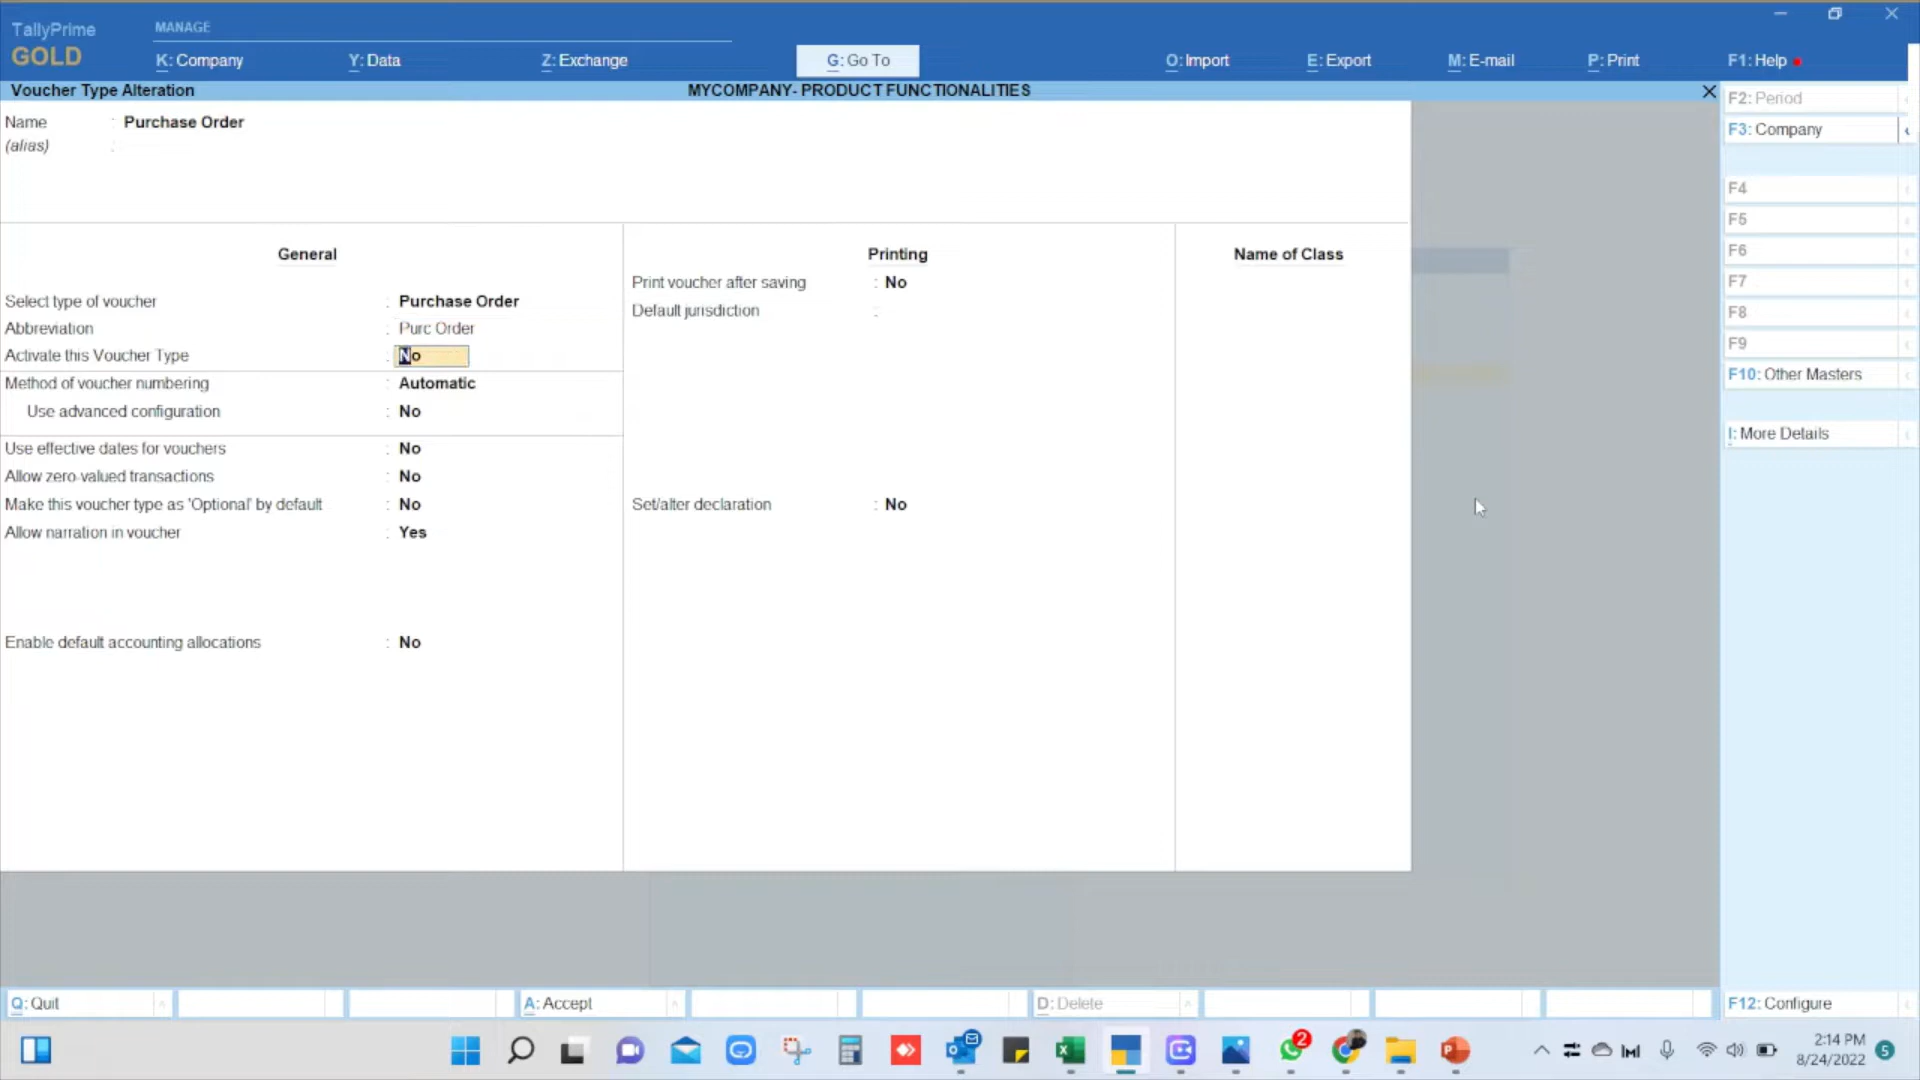 TallyPrime
GOLD
MANAGE
K: Company
Y: Data
Z: Exchange
G: Go To
O: Import
E: Export
M: E-mail
P: Print
F1: Help
Voucher Type Alteration
MYCOMPANY- PRODUCT FUNCTIONALITIES
Name : Purchase Order
(alias) :
General
Select type of voucher : Purchase Order
Abbreviation : Purc Order
Activate this Voucher Type : No
Method of voucher numbering : Automatic
Use advanced configuration : No
Use effective dates for vouchers : No
Allow zero-valued transactions : No
Make this voucher type as 'Optional' by default : No
Allow narration in voucher : Yes
Enable default accounting allocations : No
Printing
Print voucher after saving : No
Default jurisdiction :
Set/alter declaration : No
Name of Class
F2: Period
F3: Company
F4
F5
F6
F7
F8
F9
F10: Other Masters
I: More Details
F12: Configure
Q: Quit
A: Accept
D: Delete
2
2:14 PM
8/24/2022
5